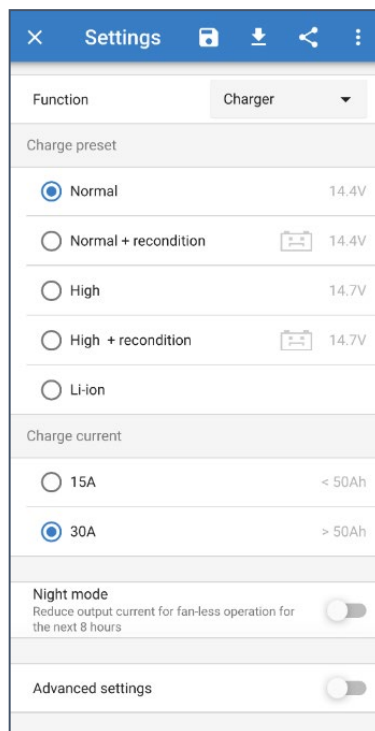 Settings
Function Charger
Charge preset
Normal 14.4V
Normal + recondition 14.4V
High 14.7V
High + recondition 14.7V
Li-ion
Charge current
15A < 50Ah
30A > 50Ah
Night mode
Reduce output current for fan-less operation for
the next 8 hours
Advanced settings